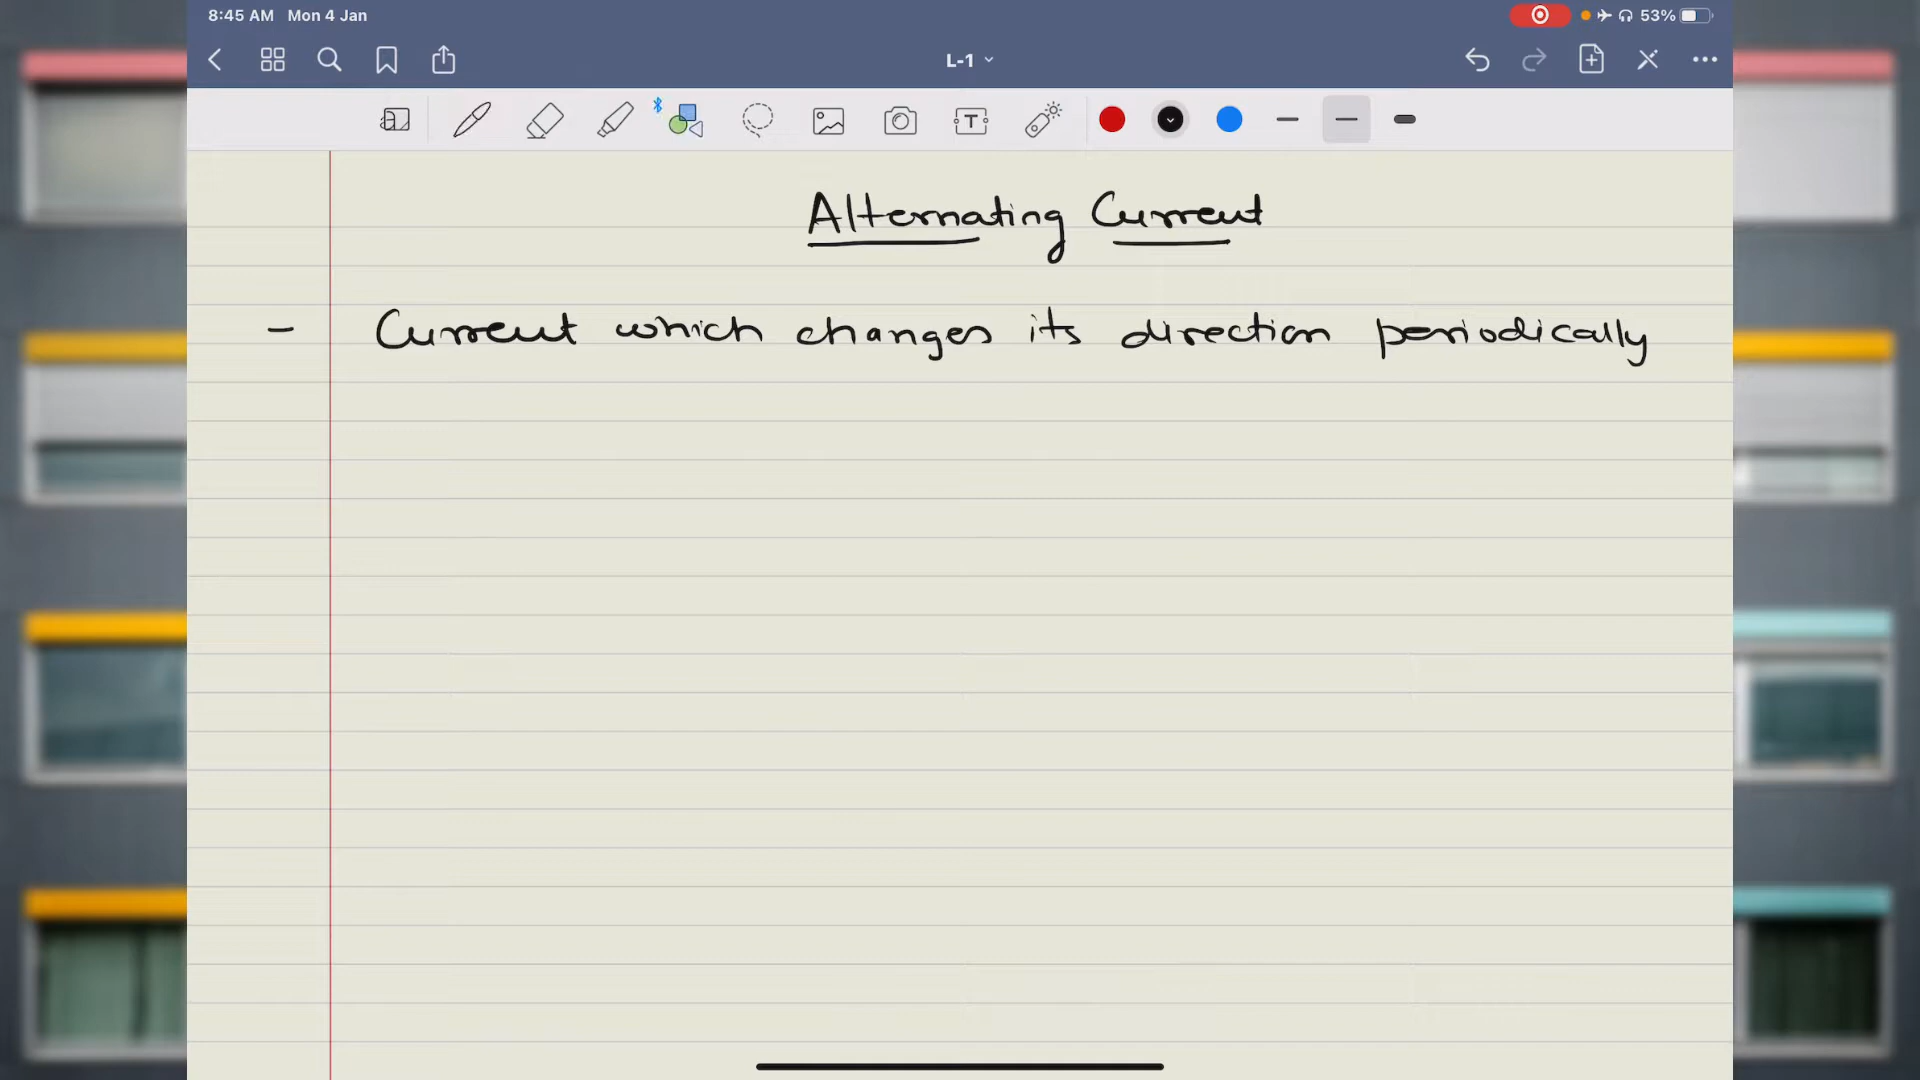 8:45 AM Mon 4 Jan
53%
L-1
Alternating Current
- Current which changes its direction periodically